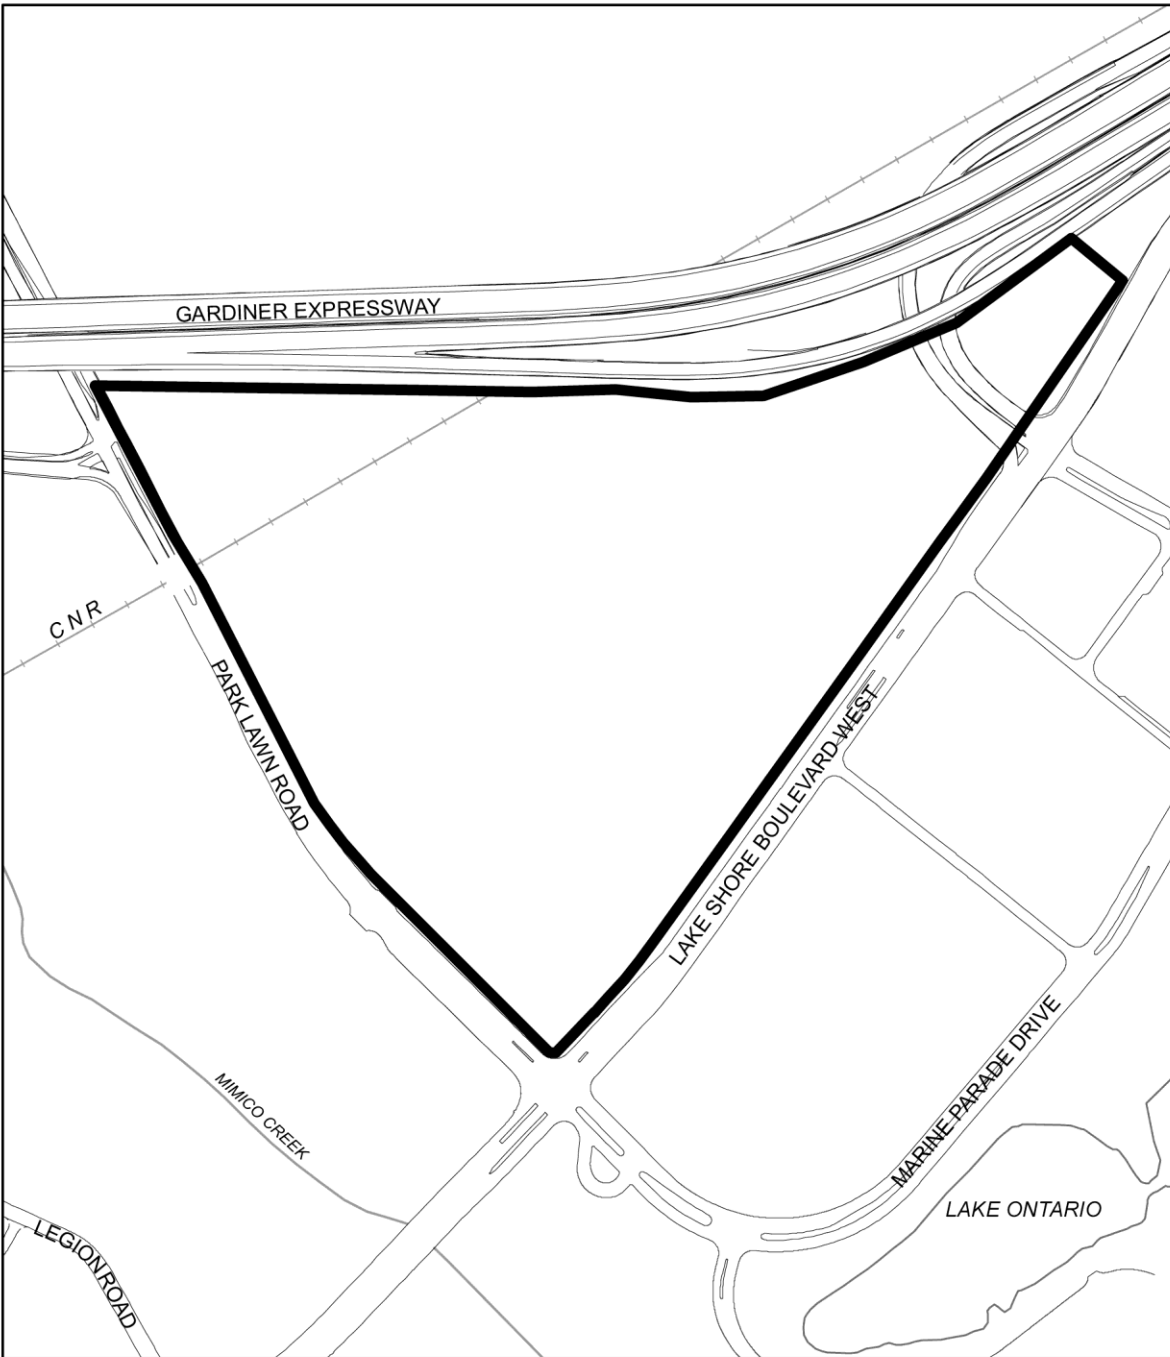 GARDINER EXPRESSWAY
CNR
PARK LAWN ROAD
LAKE SHORE BOULEVARD WEST
MARINE PARADE DRIVE
MIMICO CREEK
LAKE ONTARIO
LEGION ROAD